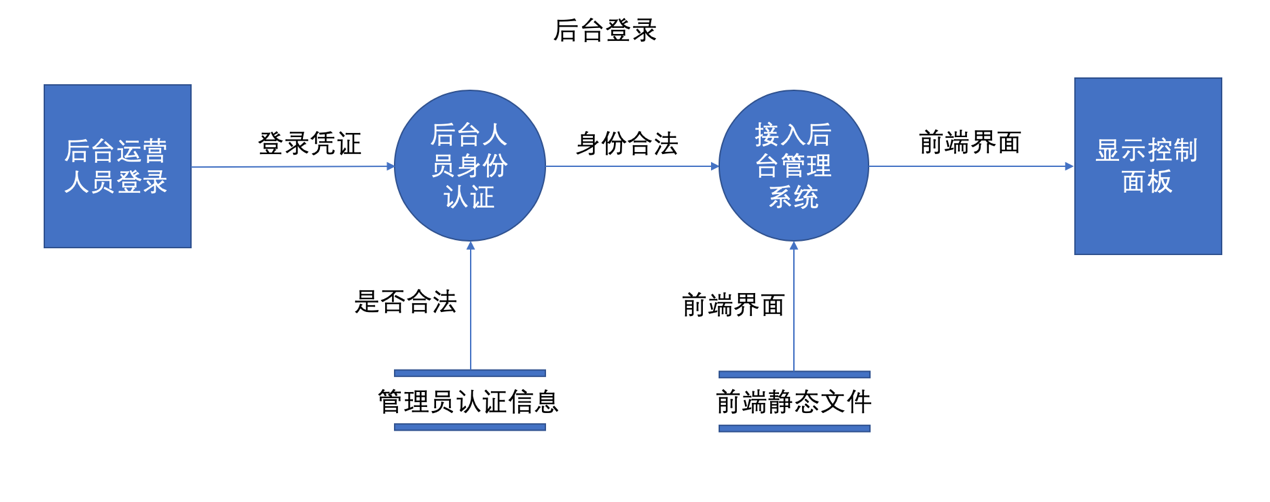 后台登录
后台运营
人员登录
登录凭证
后台人
员身份
认证
身份合法
接入后
台管理
系统
前端界面
显示控制
面板
是否合法
前端界面
管理员认证信息
前端静态文件